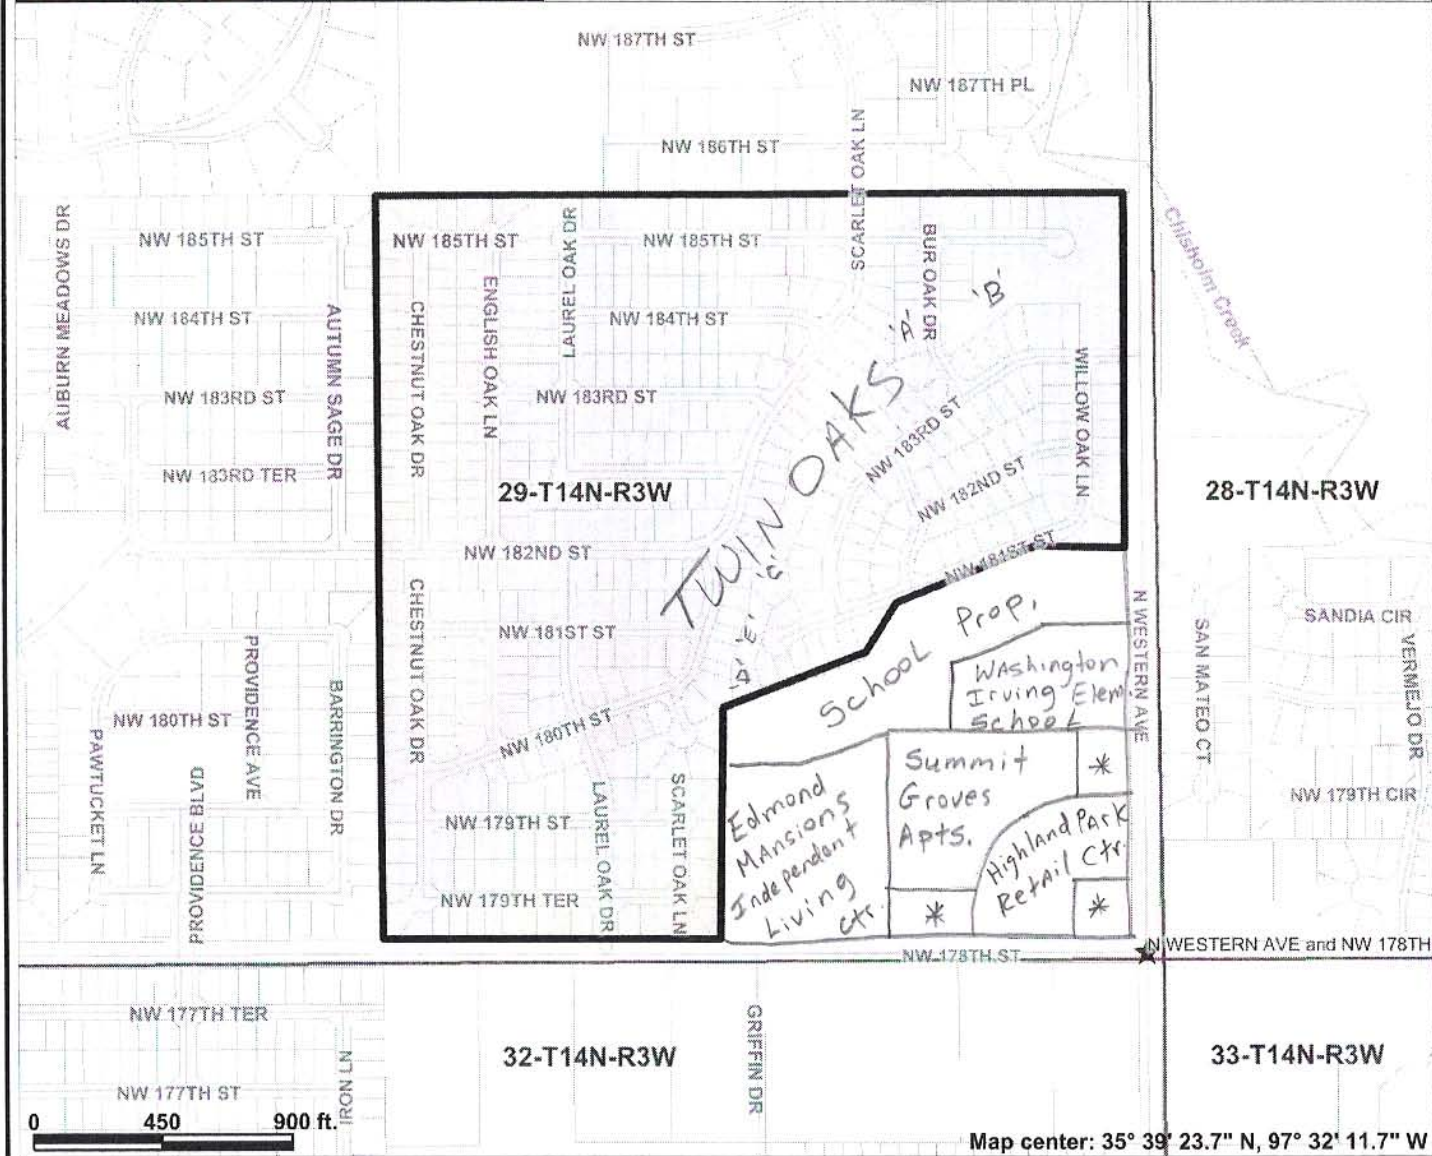 NW 187TH ST
NW 187TH PL
NW 186TH ST
SCARLET OAK LN
AUBURN MEADOWS DR
NW 185TH ST
NW 185TH ST
LAUREL OAK DR
NW 185TH ST
BUR OAK DR
Chisholm Creek
NW 184TH ST
AUTUMN SAGE DR
CHESTNUT OAK DR
ENGLISH OAK LN
NW 184TH ST
'A'
'B'
NW 183RD ST
NW 183RD ST
TWIN OAKS
NW 183RD ST
WILLOW OAK LN
NW 183RD TER
29-T14N-R3W
NW 182ND ST
28-T14N-R3W
NW 182ND ST
'C'
NW 181ST ST
CHESTNUT OAK DR
NW 181ST ST
'E'
'D'
School Prop.
N WESTERN AVE
SAN MATEO CT
SANDIA CIR
VERMEJO DR
PROVIDENCE AVE
BARRINGTON DR
Washington
Irving Elem.
School
NW 180TH ST
NW 180TH ST
PAWTUCKET LN
PROVIDENCE BLVD
LAUREL OAK DR
SCARLET OAK LN
Edmond
Mansions
Independent
Living
Ctr.
Summit
Groves
Apts.
*
NW 179TH CIR
NW 179TH ST
Highland Park
Retail Ctr.
NW 179TH TER
*
*
NW 178TH ST
N WESTERN AVE and NW 178TH
NW 177TH TER
GRIFFIN DR
32-T14N-R3W
33-T14N-R3W
NW 177TH ST
IRON LN
0 450 900 ft.
Map center: 35° 39' 23.7" N, 97° 32' 11.7" W